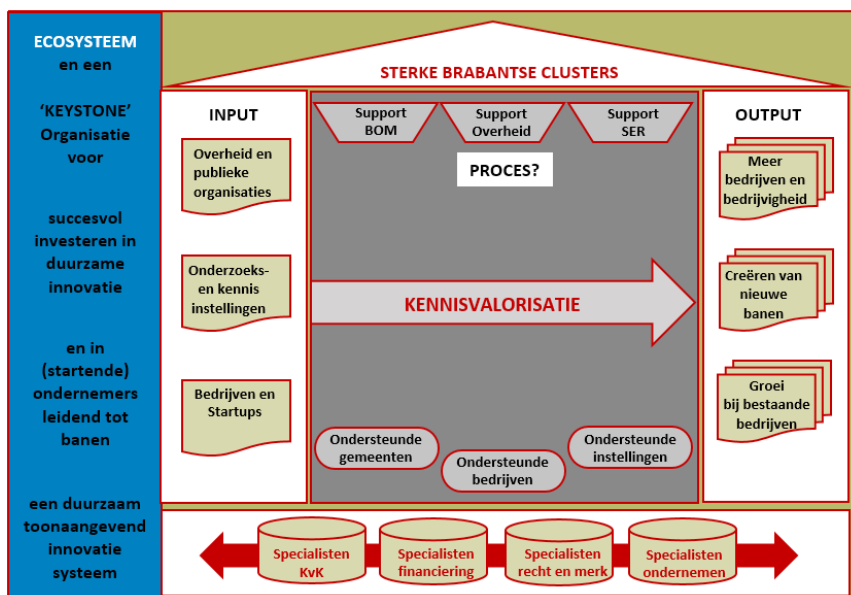 ECOSYSTEEM
en een
‘KEYSTONE’
Organisatie
voor
succesvol
investeren in
duurzame
innovatie
en in
(startende)
ondernemers
leidend tot
banen
een duurzaam
toonaangevend
innovatie
systeem
STERKE BRABANTSE CLUSTERS
INPUT
Overheid en
publieke
organisaties
Onderzoeks-
en kennis
instellingen
Bedrijven en
Startups
Support
BOM
Support
Overheid
Support
SER
PROCES?
KENNISVALORISATIE
Ondersteunde
gemeenten
Ondersteunde
bedrijven
Ondersteunde
instellingen
OUTPUT
Meer
bedrijven en
bedrijvigheid
Creëren van
nieuwe
banen
Groei
bij bestaande
bedrijven
Specialisten
KvK
Specialisten
financiering
Specialisten
recht en merk
Specialisten
ondernemen